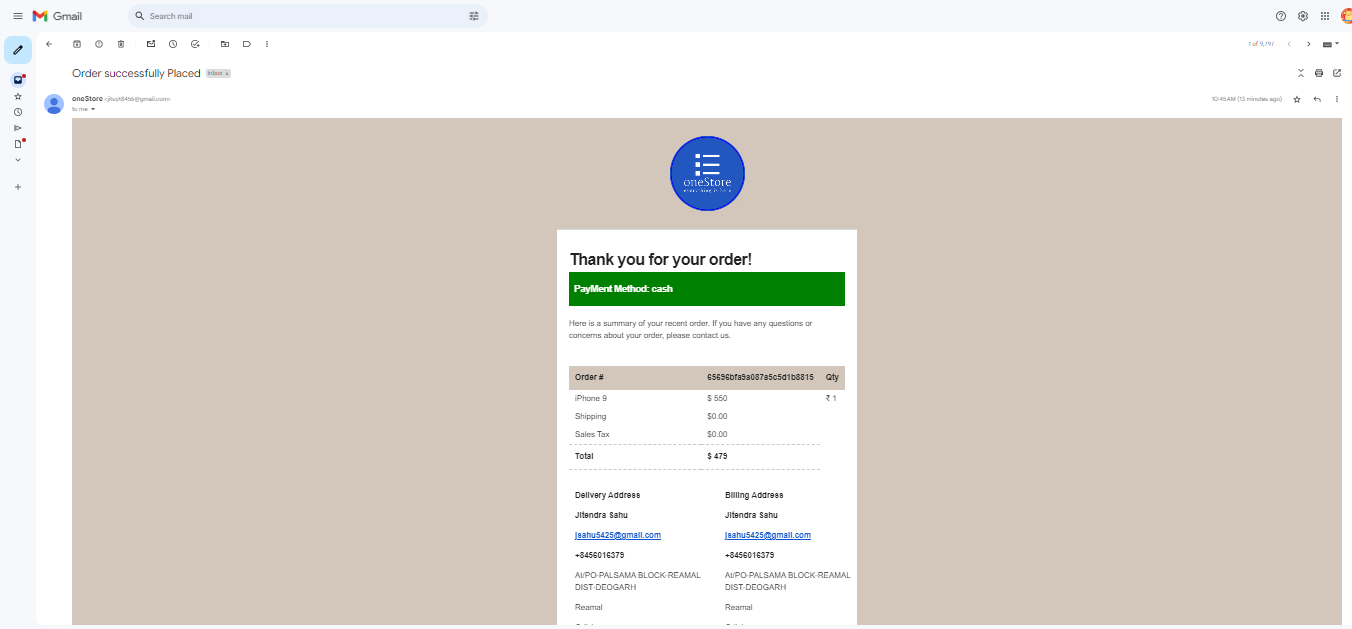 Gmail
Search mail
1 of 9,797
Order successfully Placed
Inbox x
oneStore <jituyt8456@gmail.com>
10:45 AM (13 minutes ago)
to me
oneStore
Thank you for your order!
PayMent Method: cash
Here is a summary of your recent order. If you have any questions or
concerns about your order, please contact us.
Order # 65696bfa9a087a5c5d1b8815 Qty
iPhone 9 $ 550 ₹ 1
Shipping $0.00
Sales Tax $0.00
Total $ 479
Delivery Address Billing Address
Jitendra Sahu Jitendra Sahu
jsahu5425@gmail.com jsahu5425@gmail.com
+8456016379 +8456016379
At/PO-PALSAMA BLOCK-REAMAL At/PO-PALSAMA BLOCK-REAMAL
DIST-DEOGARH DIST-DEOGARH
Reamal Reamal